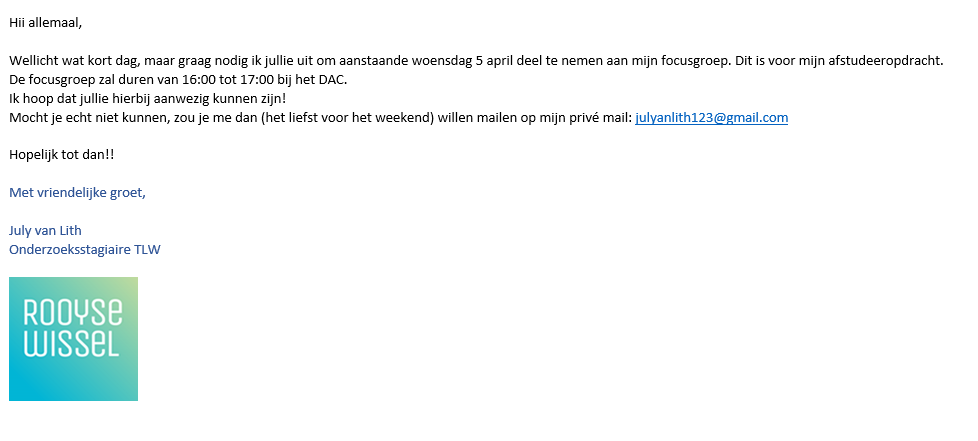 Hii allemaal,
Wellicht wat kort dag, maar graag nodig ik jullie uit om aanstaande woensdag 5 april deel te nemen aan mijn focusgroep. Dit is voor mijn afstudeeropdracht.
De focusgroep zal duren van 16:00 tot 17:00 bij het DAC.
Ik hoop dat jullie hierbij aanwezig kunnen zijn!
Mocht je echt niet kunnen, zou je me dan (het liefst voor het weekend) willen mailen op mijn privé mail: julyanlith123@gmail.com
Hopelijk tot dan!!
Met vriendelijke groet,
July van Lith
Onderzoeksstagiaire TLW
ROOYSE
WISSEL